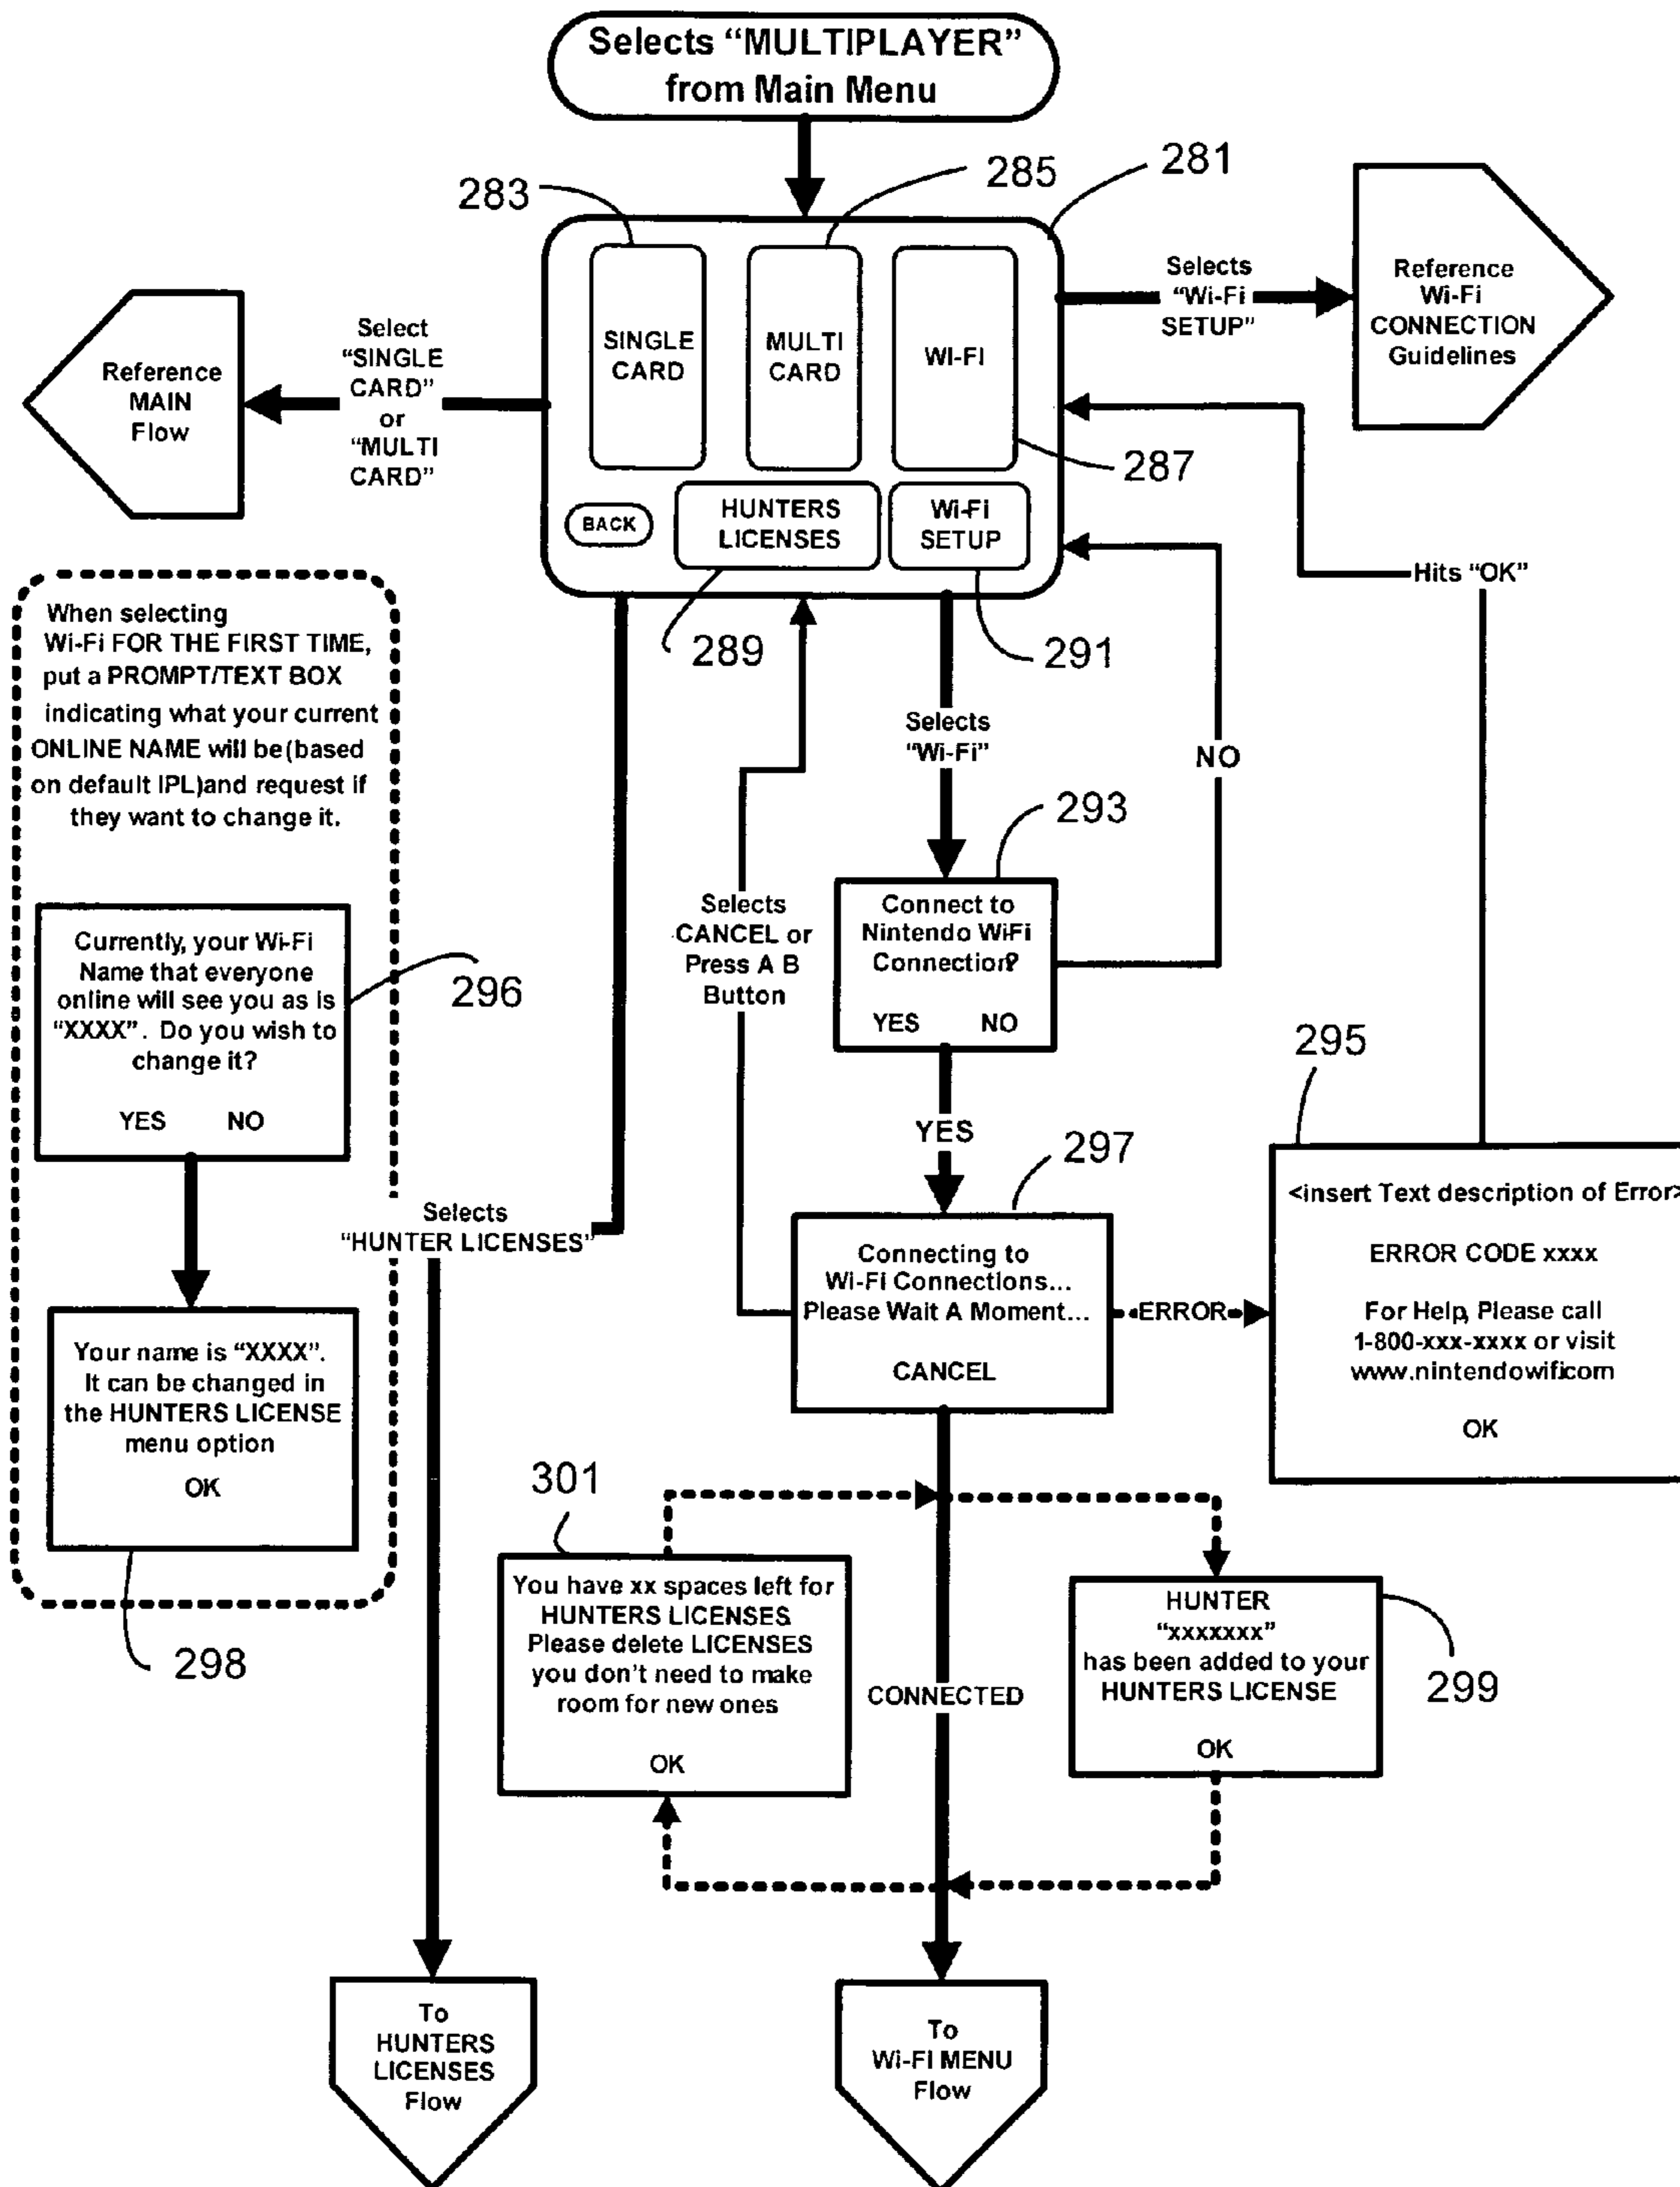 Selects “MULTIPLAYER”
from Main Menu
283
285
281
SINGLE
CARD
MULTI
CARD
WI-FI
287
BACK
HUNTERS
LICENSES
Wi-Fi
SETUP
289
291
Selects
“Wi-Fi
SETUP”
Reference
Wi-Fi
CONNECTION
Guidelines
Select
“SINGLE
CARD”
or
“MULTI
CARD”
Reference
MAIN
Flow
Hits “OK”
When selecting
Wi-Fi FOR THE FIRST TIME,
put a PROMPT/TEXT BOX
indicating what your current
ONLINE NAME will be(based
on default IPL)and request if
they want to change it.
Currently, your Wi-Fi
Name that everyone
online will see you as is
“XXXX”. Do you wish to
change it?
YES NO
296
Your name is “XXXX”.
It can be changed in
the HUNTERS LICENSE
menu option
OK
298
Selects
“Wi-Fi”
NO
293
Connect to
Nintendo WiFi
Connection?
YES NO
Selects
CANCEL or
Press A B
Button
YES
297
Connecting to
Wi-Fi Connections...
Please Wait A Moment...
CANCEL
ERROR
295
<insert Text description of Error>
ERROR CODE xxxx
For Help, Please call
1-800-xxx-xxxx or visit
www.nintendowifi.com
OK
Selects
“HUNTER LICENSES”
301
You have xx spaces left for
HUNTERS LICENSES
Please delete LICENSES
you don’t need to make
room for new ones
OK
CONNECTED
HUNTER
“xxxxxxx”
has been added to your
HUNTERS LICENSE
OK
299
To
HUNTERS
LICENSES
Flow
To
Wi-Fi MENU
Flow